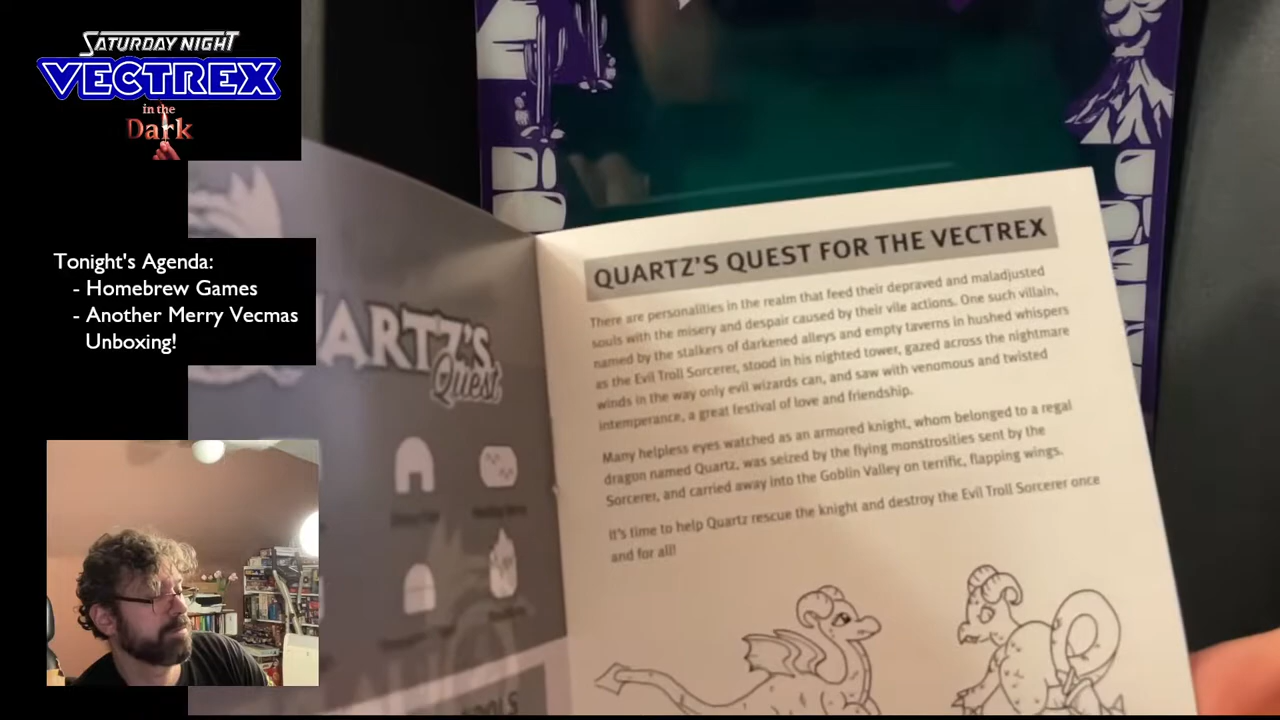 SATURDAY NIGHT
VECTREX
in the
Dark
Tonight's Agenda:
- Homebrew Games
- Another Merry Vecmas
Unboxing!
ARTZ'S
Quest
QUARTZ'S QUEST FOR THE VECTREX
There are personalities in the realm that feed their depraved and maladjusted
souls with the misery and despair caused by their vile actions. One such villain,
named by the stalkers of darkened alleys and empty taverns in hushed whispers
as the Evil Troll Sorcerer, stood in his nighted tower, gazed across the nightmare
winds in the way only evil wizards can, and saw with venomous and twisted
intemperance, a great festival of love and friendship.
Many helpless eyes watched as an armored knight, whom belonged to a regal
dragon named Quartz, was seized by the flying monstrosities sent by the
Sorcerer, and carried away into the Goblin Valley on terrific, flapping wings.
It's time to help Quartz rescue the knight and destroy the Evil Troll Sorcerer once
and for all!